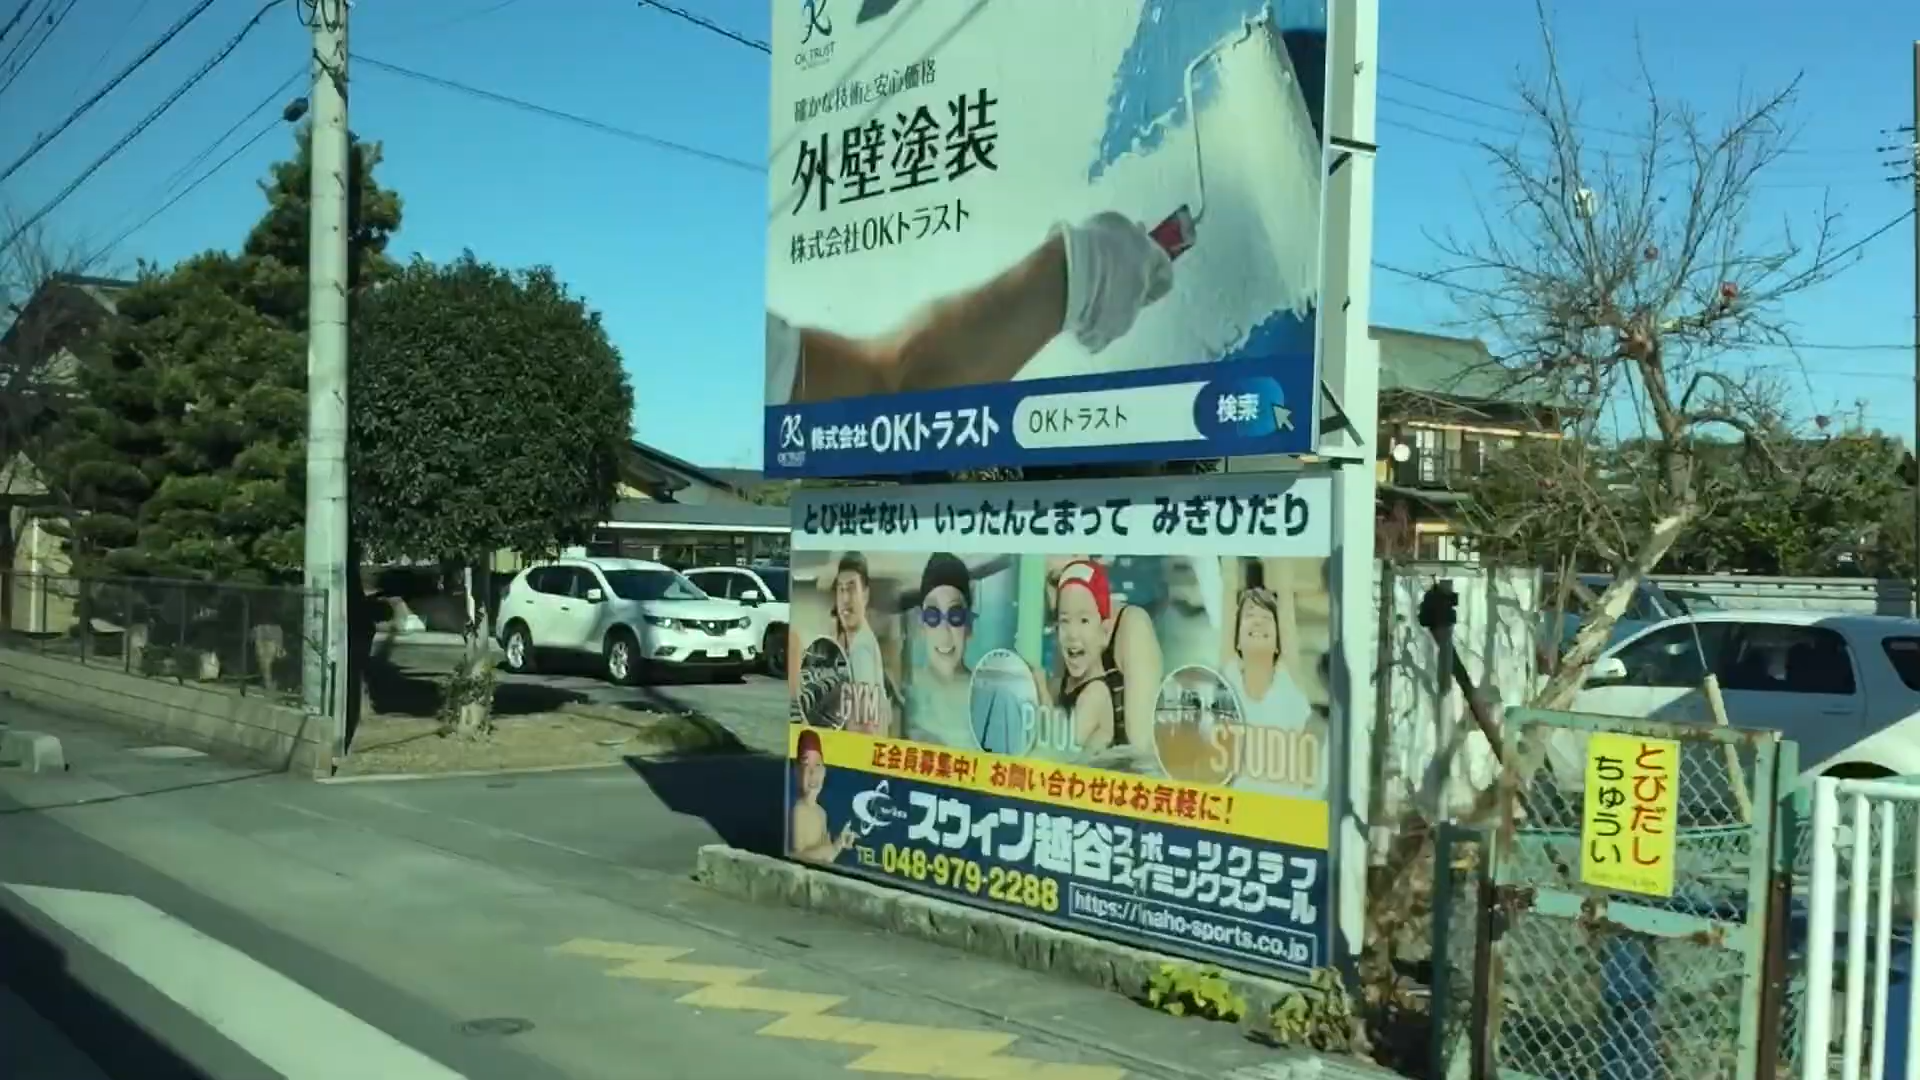 OK TRUST
確かな技術と安心価格
外壁塗装
株式会社OKトラスト
OK TRUST
株式会社OKトラスト OKトラスト 検索
とび出さない いったんとまって みぎひだり
GYM
POOL
STUDIO
正会員募集中! お問い合わせはお気軽に!
スウィン越谷スポーツクラブ
スイミングスクール
TEL.048-979-2288
https://inaho-sports.co.jp
とびだし
ちゅうい